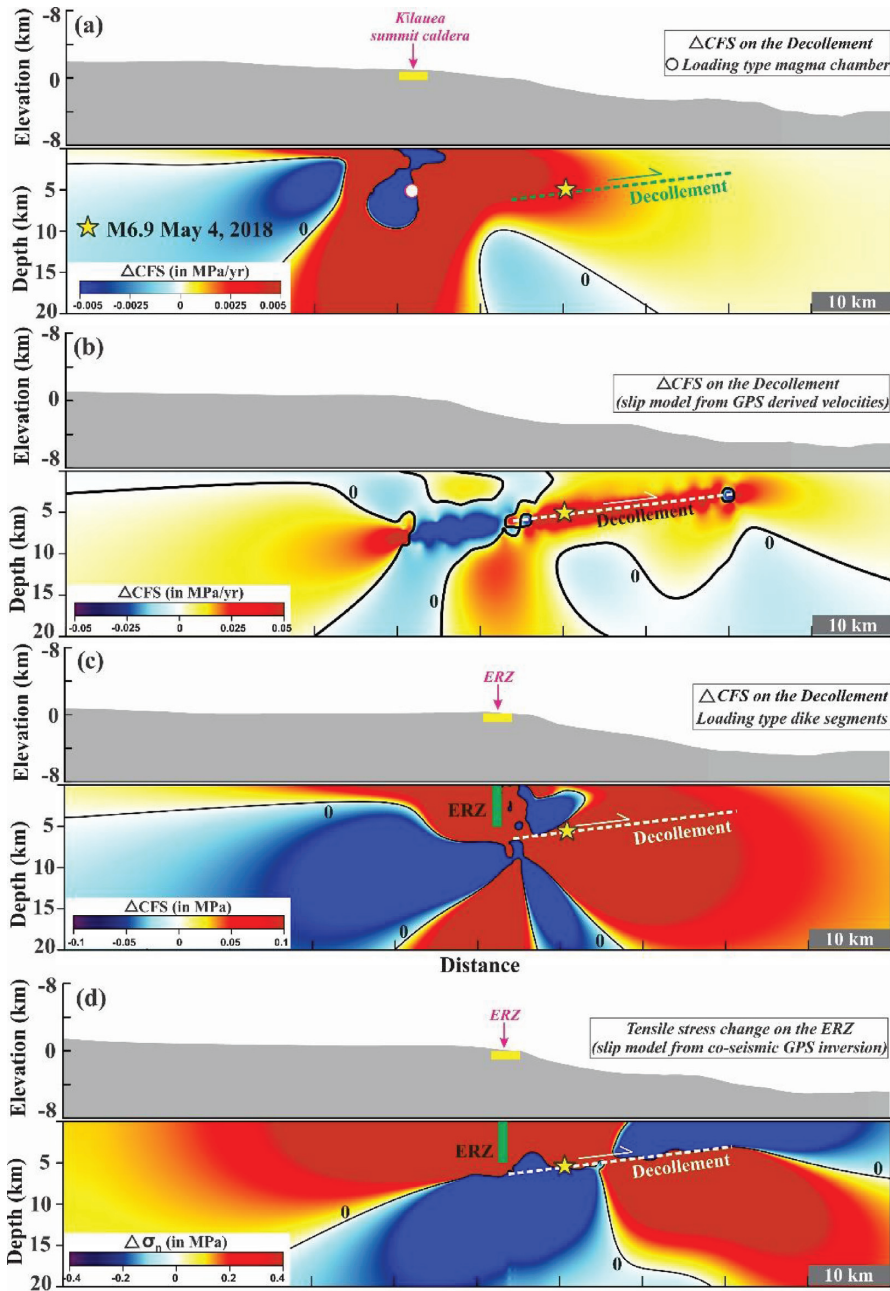 (a)
Elevation (km)
-8
0
-8
Kīlauea
summit caldera
△CFS on the Decollement
Loading type magma chamber
Depth (km)
5
10
15
20
0
M6.9 May 4, 2018
△CFS (in MPa/yr)
-0.005 -0.0025 0 0.0025 0.005
Decollement
0
10 km
(b)
Elevation (km)
-8
0
-8
△CFS on the Decollement
(slip model from GPS derived velocities)
Depth (km)
5
10
15
20
0
Decollement
0
0
0
△CFS (in MPa/yr)
-0.05 -0.025 0 0.025 0.05
10 km
(c)
Elevation (km)
-8
0
-8
ERZ
△CFS on the Decollement
Loading type dike segments
Depth (km)
5
10
15
20
0
ERZ
Decollement
△CFS (in MPa)
-0.1 -0.05 0 0.05 0.1
0
0
10 km
Distance
(d)
Elevation (km)
-8
0
-8
ERZ
Tensile stress change on the ERZ
(slip model from co-seismic GPS inversion)
Depth (km)
5
10
15
20
ERZ
Decollement
0
0
△σn (in MPa)
-0.4 -0.2 0 0.2 0.4
0
10 km